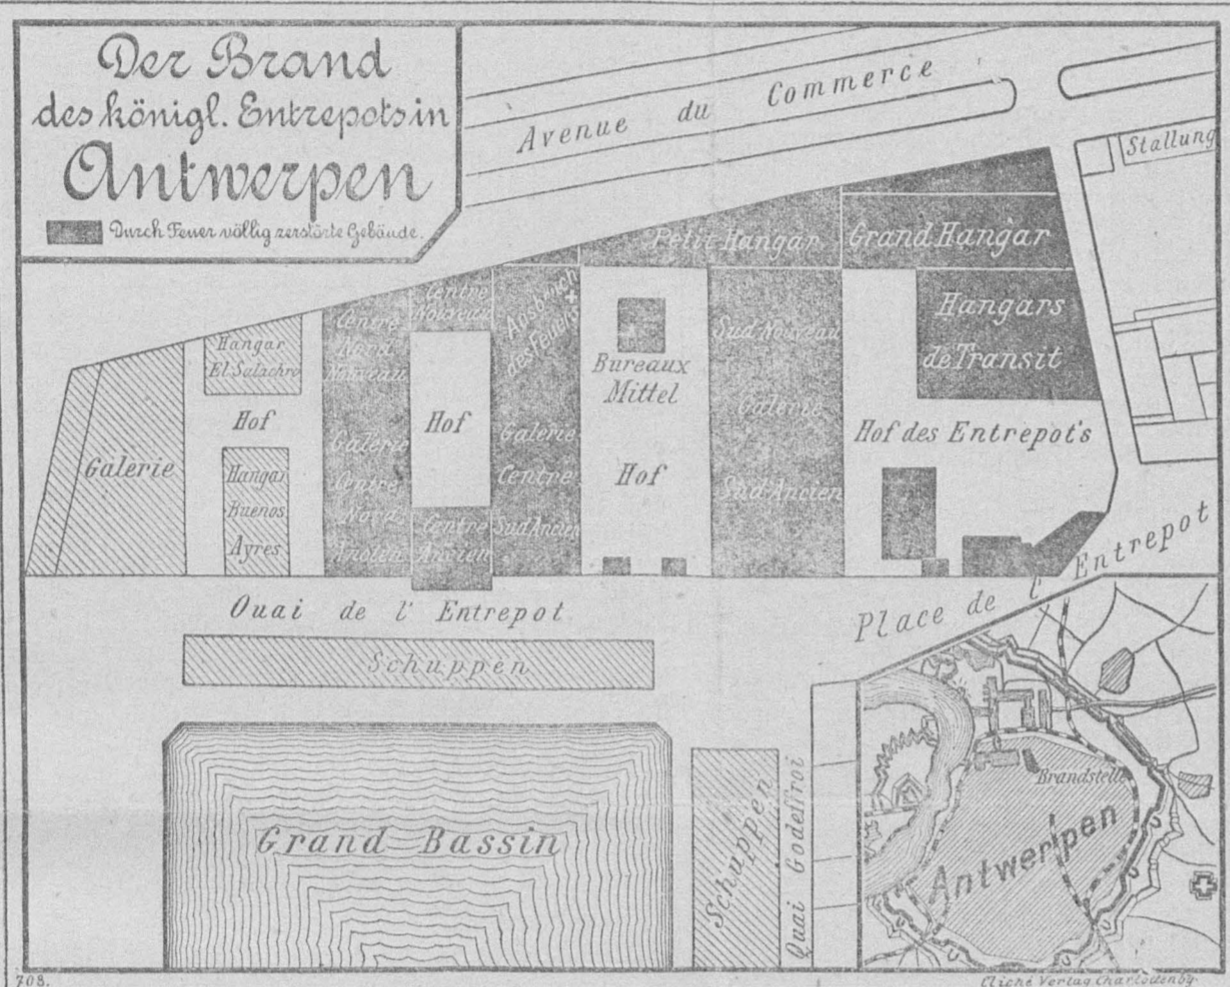 Der Brand
des königl. Entrepots in
Antwerpen
Durch Feuer völlig zerstörte Gebäude.
Avenue du Commerce
Stallung
Petit Hangar
Grand Hangar
Hangars
de Transit
Centre
Nouveau
Ausbruch
des Feuers
Centre
Nord
Nouveau
Hangar
El Saladero
Sud Nouveau
Bureaux
Mittel
Hof
Hof
Galerie
Hof des Entrepot's
Galerie
Galerie
Galerie
Hangar
Buenos
Ayres
Centre
Nord
Ancien
Centre
Ancien
Centre
Sud Ancien
Hof
Sud Ancien
Quai de l' Entrepot
Place de l' Entrepot
Schuppen
Grand Bassin
Schuppen
Quai Godefroi
Brandstelle
Antwerpen
708.
Cliché Verlag Charlottenbg.